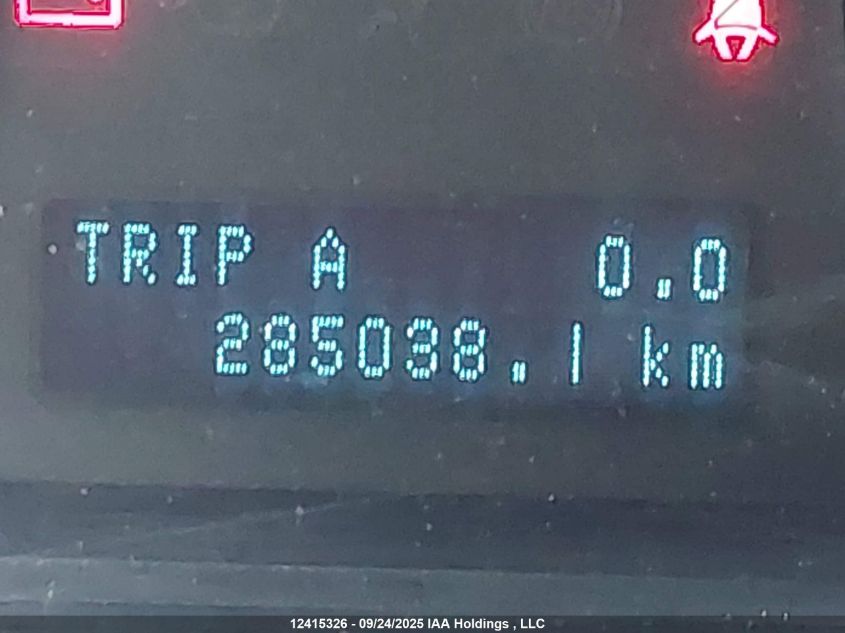 TRIP A 0.0
285038.1 km
12415326 - 09/24/2025 IAA Holdings , LLC